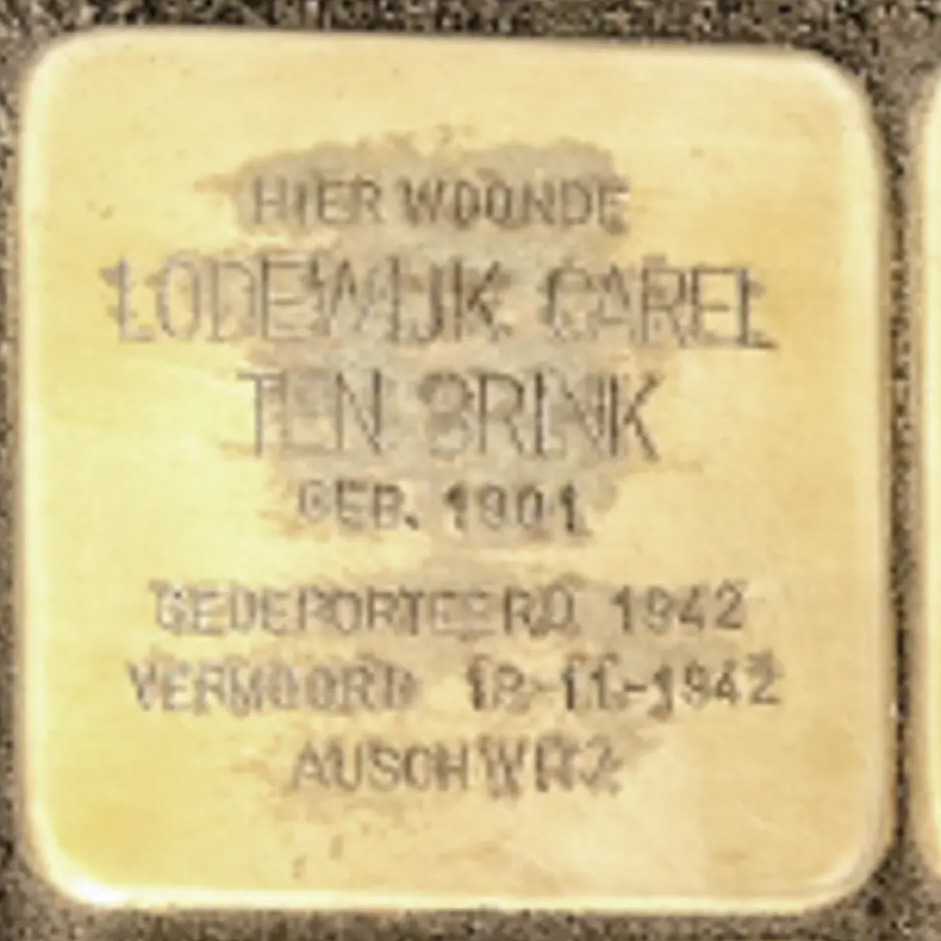 HIER WOONDE
LODEWIJK CAREL
TEN BRINK
GEB. 1901
GEDEPORTEERD 1942
VERMOORD
AUSCHWITZ